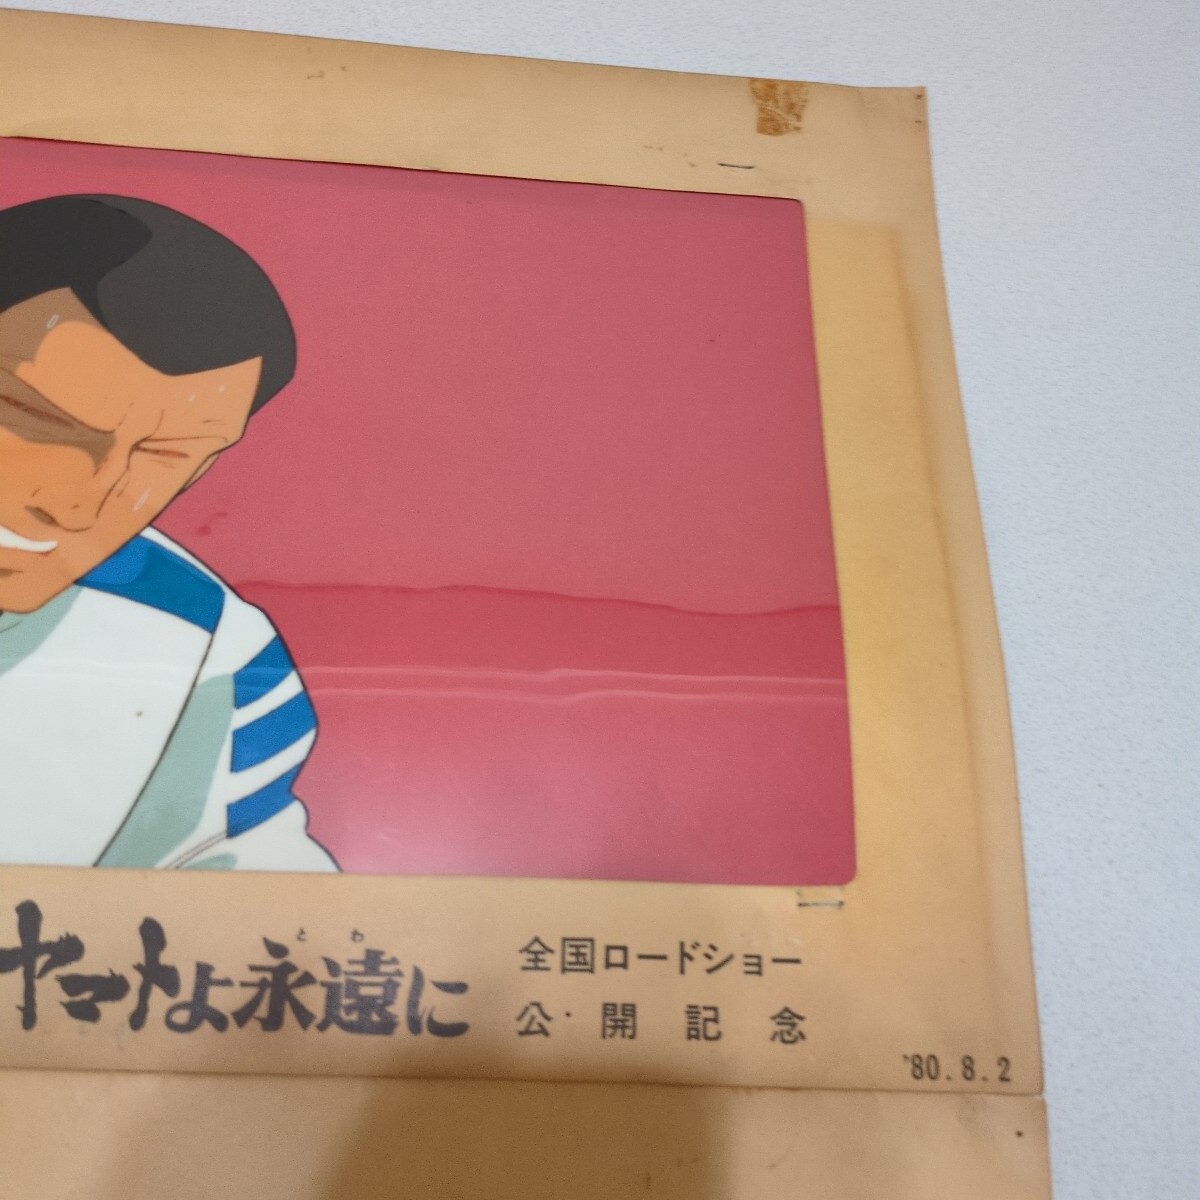 ヤマトよ永遠に
とわ
全国ロードショー
公開記念
'80.8.2